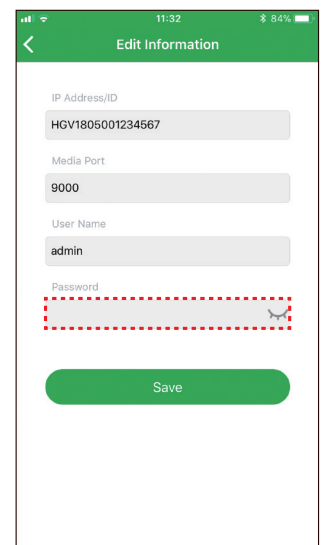 11:32
84%
Edit Information
IP Address/ID
HGV1805001234567
Media Port
9000
User Name
admin
Password
Save